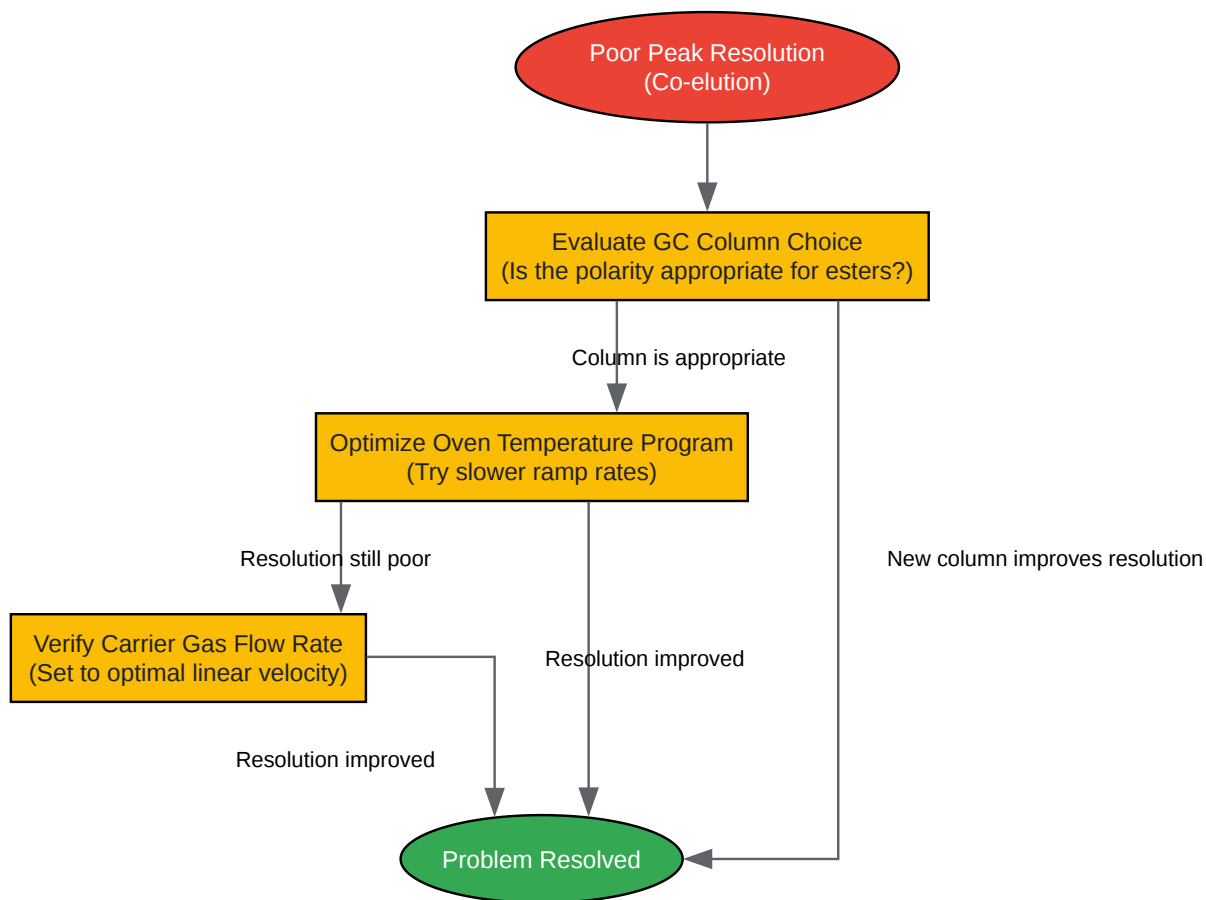 Poor Peak Resolution
(Co-elution)
Evaluate GC Column Choice
(Is the polarity appropriate for esters?)
Column is appropriate
Optimize Oven Temperature Program
(Try slower ramp rates)
Resolution still poor
New column improves resolution
Verify Carrier Gas Flow Rate
(Set to optimal linear velocity)
Resolution improved
Resolution improved
Problem Resolved